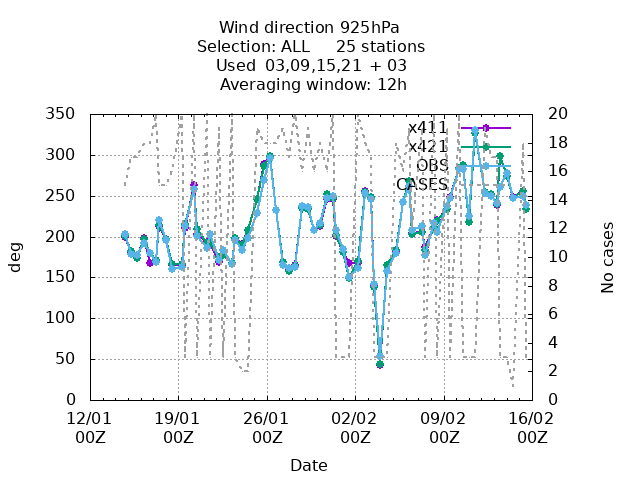 Wind direction 925hPa
Selection: ALL 25 stations
Used 03,09,15,21 + 03
Averaging window: 12h
350 20
x411 18
x421
300 16
OBS
CASES
250 14
12
200
10
150
8
100 6
4
50
2
0 0
deg
No cases
12/01 19/01 26/01 02/02 09/02 16/02
00Z 00Z 00Z 00Z 00Z 00Z
Date